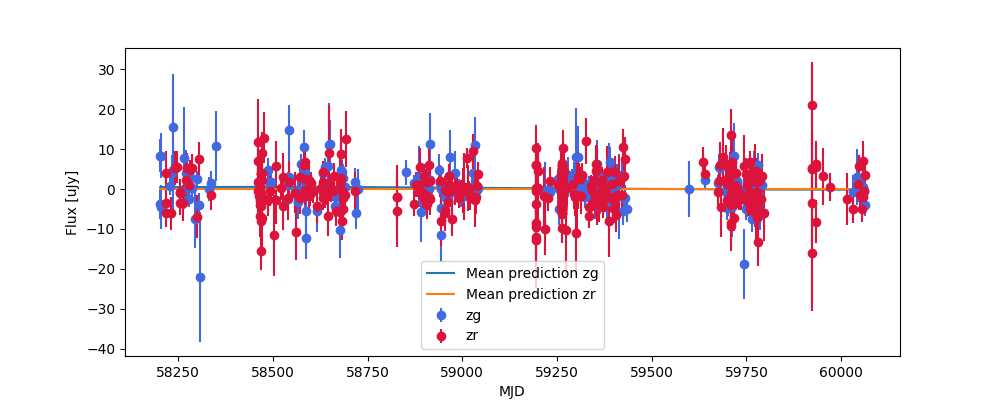 30
20
10
0
−10
−20
−30
−40
Flux [uJy]
Mean prediction zg
Mean prediction zr
zg
zr
58250 58500 58750 59000 59250 59500 59750 60000
MJD